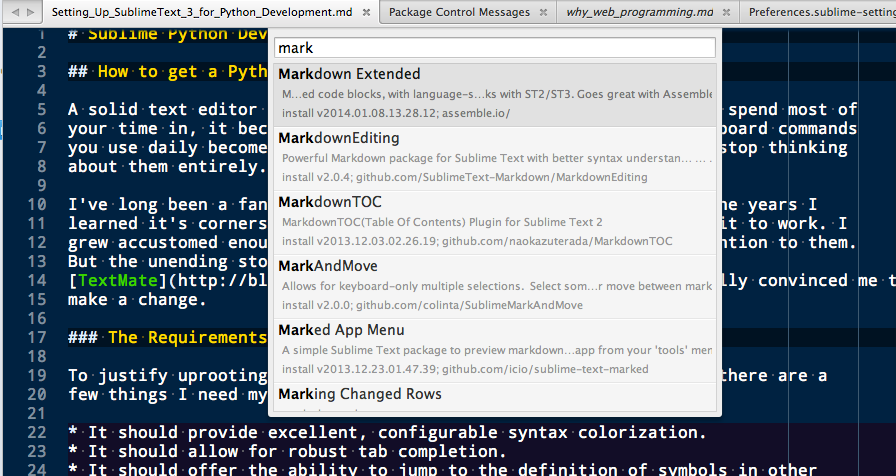 Setting_Up_SublimeText_3_for_Python_Development.md × Package Control Messages × why_web_programming.md × Preferences.sublime-setting
1 # Sublime Python Dev
2
3 ## How to get a Pyth
4
5 A solid text editor spend most of
6 your time in, it bec board commands
7 you use daily become stop thinking
8 about them entirely.
9
10 I've long been a fan he years I
11 learned it's corners it to work. I
12 grew accustomed enou ntion to them.
13 But the unending sto
14 [TextMate](http://bl lly convinced me t
15 make a change.
16
17 ### The Requirements
18
19 To justify uprooting there are a
20 few things I need my
21
22 * It should provide excellent, configurable syntax colorization.
23 * It should allow for robust tab completion.
24 * It should offer the ability to jump to the definition of symbols in other
mark
Markdown Extended
M...ed code blocks, with language-s...ks with ST2/ST3. Goes great with Assemble
install v2014.01.08.13.28.12; assemble.io/
MarkdownEditing
Powerful Markdown package for Sublime Text with better syntax understan... ...
install v2.0.4; github.com/SublimeText-Markdown/MarkdownEditing
MarkdownTOC
MarkdownTOC(Table Of Contents) Plugin for Sublime Text 2
install v2013.12.03.02.26.19; github.com/naokazuterada/MarkdownTOC
MarkAndMove
Allows for keyboard-only multiple selections. Select som...r move between mark
install v2.0.0; github.com/colinta/SublimeMarkAndMove
Marked App Menu
A simple Sublime Text package to preview markdown...app from your 'tools' men
install v2013.12.23.01.47.39; github.com/icio/sublime-text-marked
Marking Changed Rows